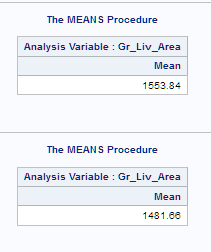 The MEANS Procedure
Analysis Variable : Gr_Liv_Area
Mean
1553.84
The MEANS Procedure
Analysis Variable : Gr_Liv_Area
Mean
1481.66